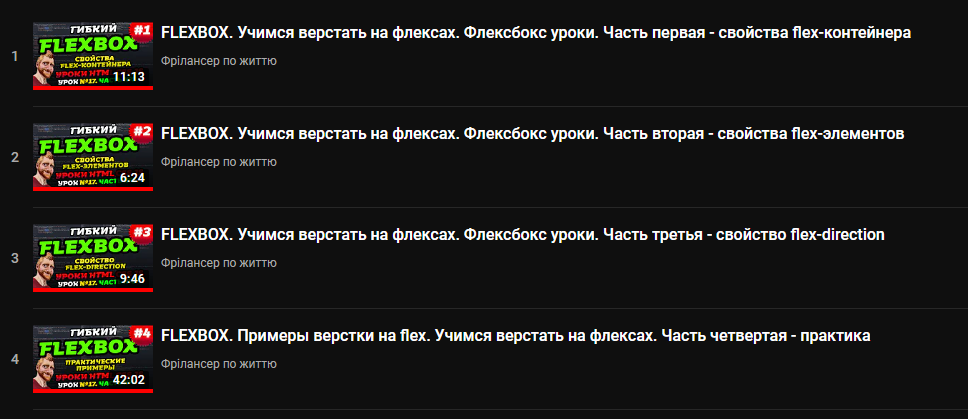 1
ГИБКИЙ
#1
FLEXBOX
СВОЙСТВА
FLEX-КОНТЕЙНЕРА
УРОКИ HTM
УРОК №17. ЧА
11:13
FLEXBOX. Учимся верстать на флексах. Флексбокс уроки. Часть первая - свойства flex-контейнера
Фрілансер по життю
2
ГИБКИЙ
#2
FLEXBOX
СВОЙСТВА
FLEX-ЭЛЕМЕНТОВ
УРОКИ HTML
УРОК №17. ЧАСТ
6:24
FLEXBOX. Учимся верстать на флексах. Флексбокс уроки. Часть вторая - свойства flex-элементов
Фрілансер по життю
3
ГИБКИЙ
#3
FLEXBOX
СВОЙСТВО
FLEX-DIRECTION
УРОКИ HTML
УРОК №17. ЧАСТ
9:46
FLEXBOX. Учимся верстать на флексах. Флексбокс уроки. Часть третья - свойство flex-direction
Фрілансер по життю
4
ГИБКИЙ
#4
FLEXBOX
ПРАКТИЧЕСКИЕ
ПРИМЕРЫ
УРОКИ HTM
УРОК №17. ЧА
42:02
FLEXBOX. Примеры верстки на flex. Учимся верстать на флексах. Часть четвертая - практика
Фрілансер по життю